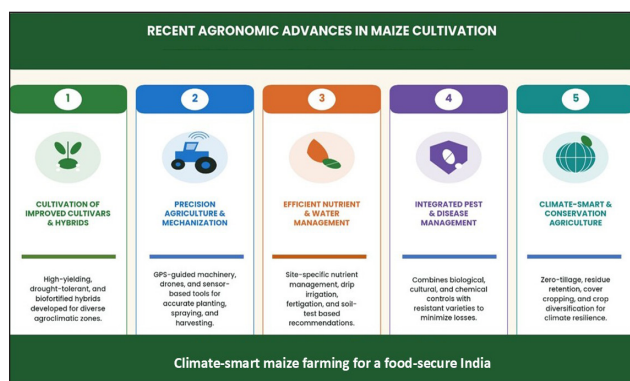 RECENT AGRONOMIC ADVANCES IN MAIZE CULTIVATION
1
CULTIVATION OF
IMPROVED CULTIVARS
& HYBRIDS
High-yielding,
drought-tolerant, and
biofortified hybrids
developed for diverse
agroclimatic zones.
2
PRECISION
AGRICULTURE &
MECHANIZATION
GPS-guided machinery,
drones, and sensor-
based tools for
accurate planting,
spraying, and
harvesting.
3
EFFICIENT NUTRIENT
& WATER
MANAGEMENT
Site-specific nutrient
management, drip
irrigation,
fertigation, and soil-
test based
recommendations.
4
INTEGRATED PEST
& DISEASE
MANAGEMENT
Combines biological,
cultural, and chemical
controls with
resistant varieties to
minimize losses.
5
CLIMATE-SMART &
CONSERVATION
AGRICULTURE
Zero-tillage, residue
retention, cover
cropping, and crop
diversification for
climate resilience.
Climate-smart maize farming for a food-secure India